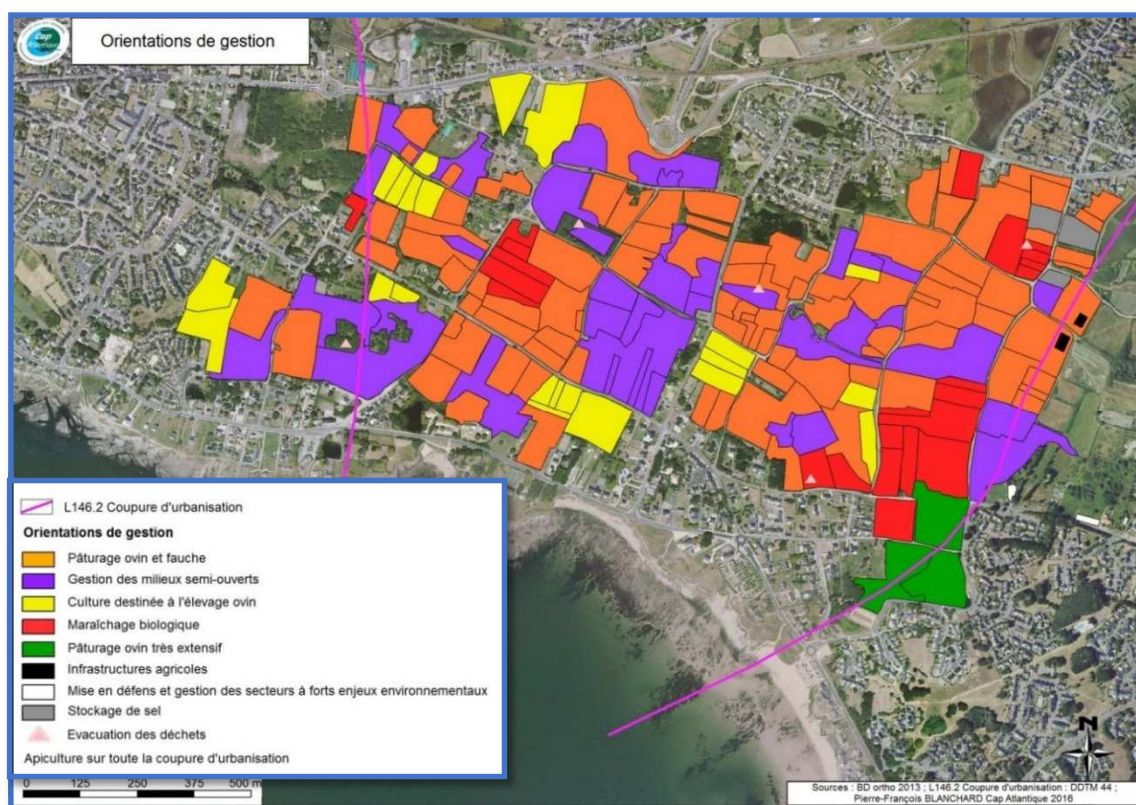 Cap
Atlantique
Orientations de gestion
L146.2 Coupure d'urbanisation
Orientations de gestion
Pâturage ovin et fauche
Gestion des milieux semi-ouverts
Culture destinée à l'élevage ovin
Maraîchage biologique
Pâturage ovin très extensif
Infrastructures agricoles
Mise en défens et gestion des secteurs à forts enjeux environnementaux
Stockage de sel
Evacuation des déchets
Apiculture sur toute la coupure d'urbanisation
0 125 250 375 500 m
N
Sources : BD ortho 2013 ; L146.2 Coupure d'urbanisation : DDTM 44 ;
Pierre-François BLANCHARD Cap Atlantique 2016